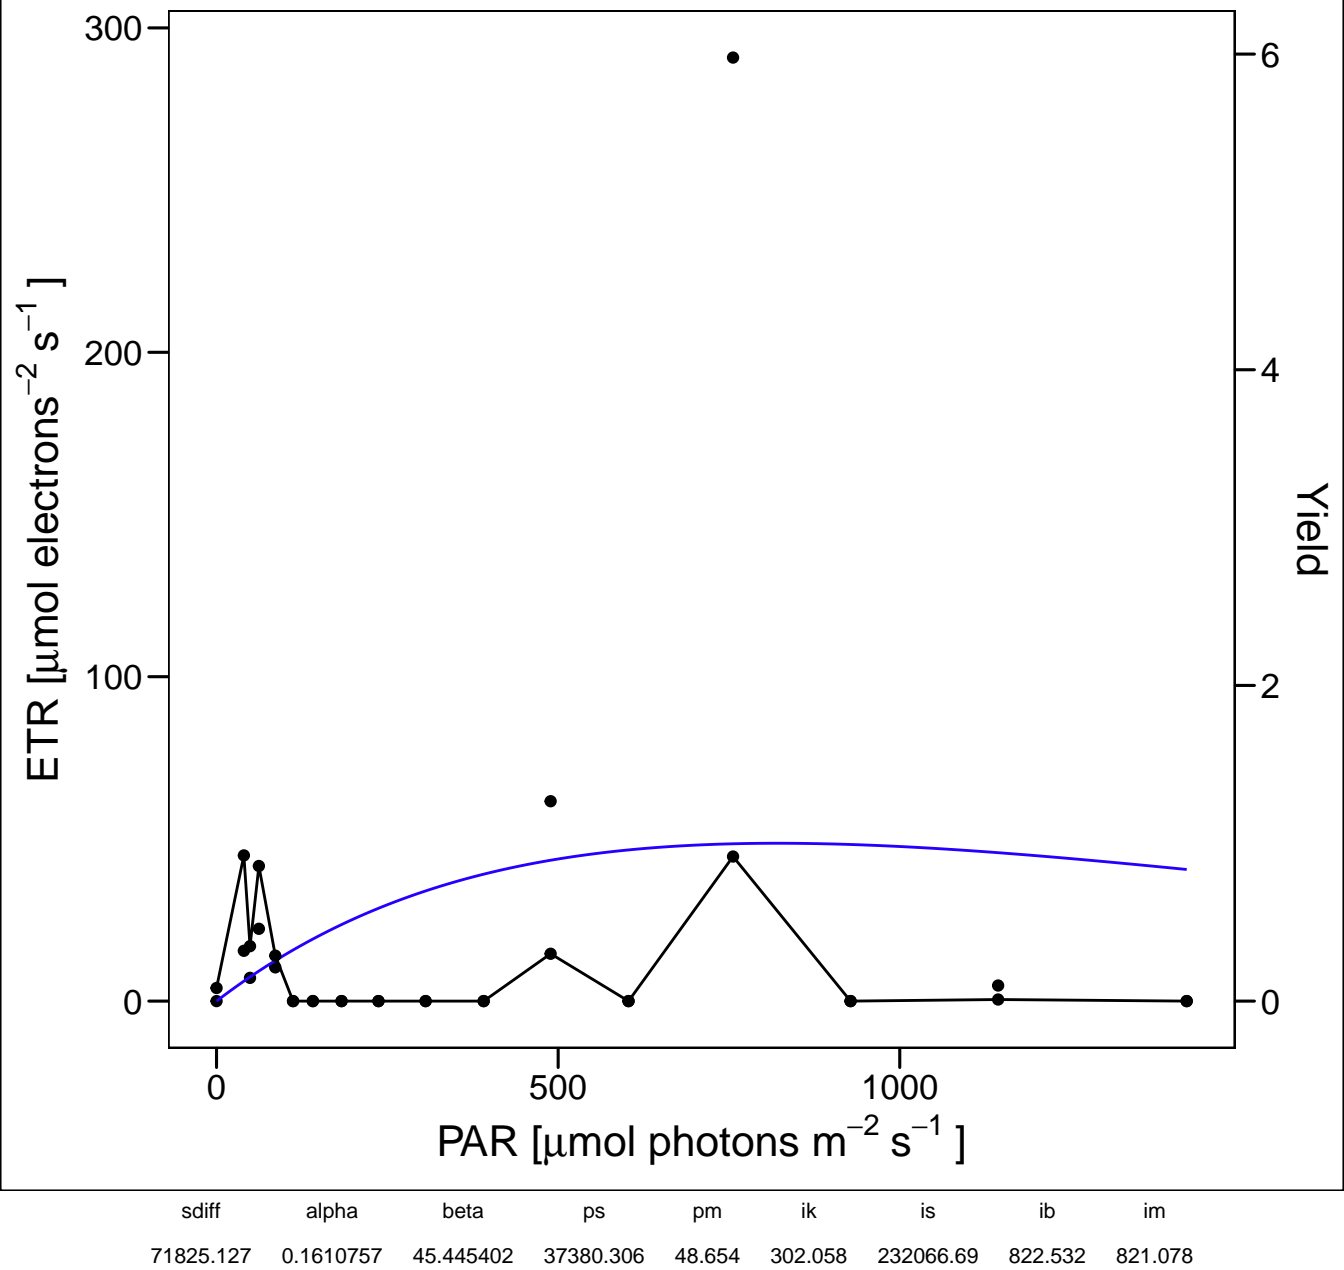 300
200
100
0
ETR [μmol electrons⁻² s⁻¹ ]
6
4
2
0
Yield
0 500 1000
PAR [μmol photons m⁻² s⁻¹ ]
sdiff alpha beta ps pm ik is ib im
71825.127 0.1610757 45.445402 37380.306 48.654 302.058 232066.69 822.532 821.078